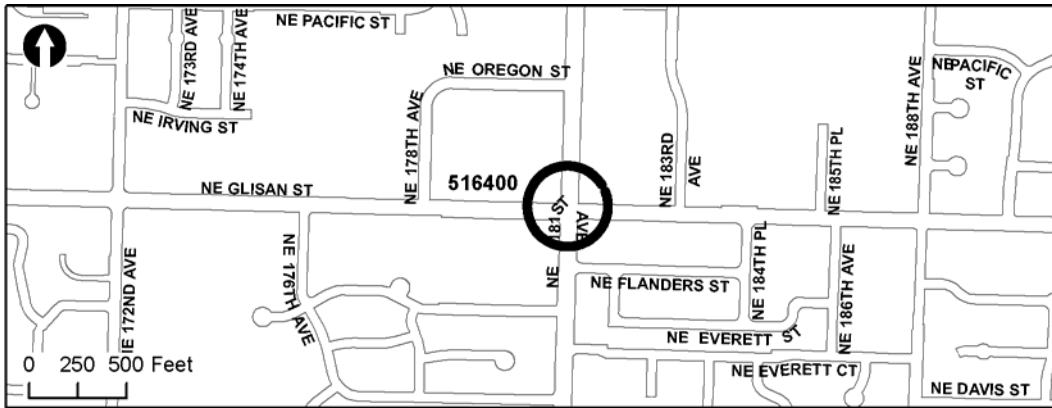 NE PACIFIC ST
NE 173RD AVE
NE 174TH AVE
NE OREGON ST
NE PACIFIC
ST
NE IRVING ST
NE 178TH AVE
NE 183RD
AVE
NE 185TH PL
NE 188TH AVE
516400
NE GLISAN ST
NE 181ST
AVE
NE 172ND AVE
NE 176TH AVE
NE FLANDERS ST
NE 184TH PL
NE 186TH AVE
NE EVERETT ST
NE EVERETT CT
NE DAVIS ST
0 250 500 Feet